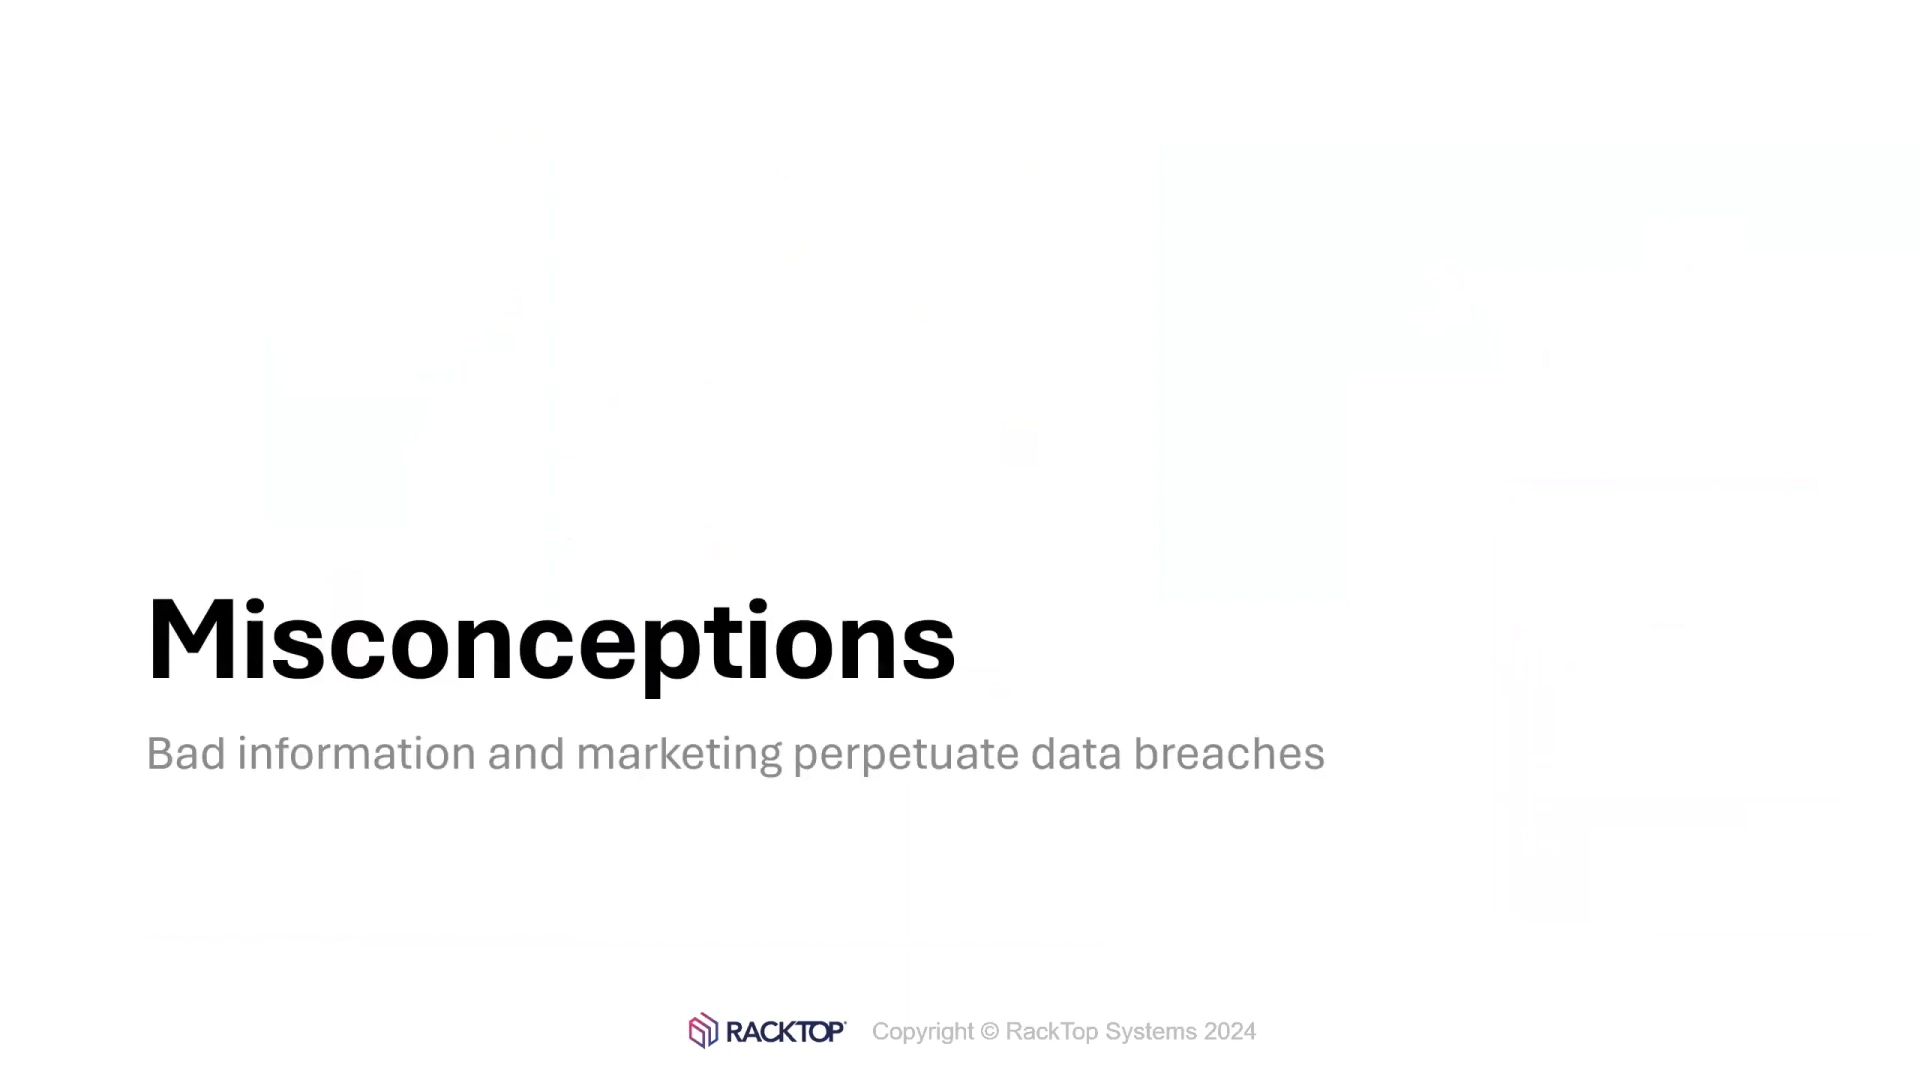 Misconceptions
Bad information and marketing perpetuate data breaches
RACKTOP Copyright © RackTop Systems 2024